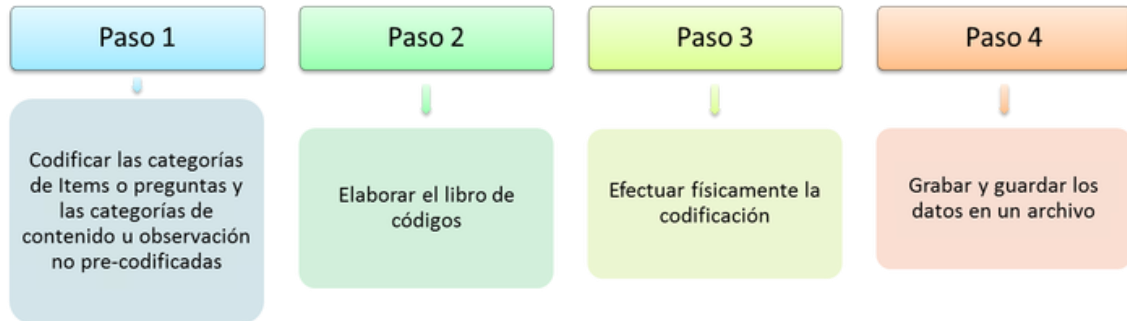 Paso 1
Codificar las categorías
de Items o preguntas y
las categorías de
contenido u observación
no pre-codificadas
Paso 2
Elaborar el libro de
códigos
Paso 3
Efectuar físicamente la
codificación
Paso 4
Grabar y guardar los
datos en un archivo